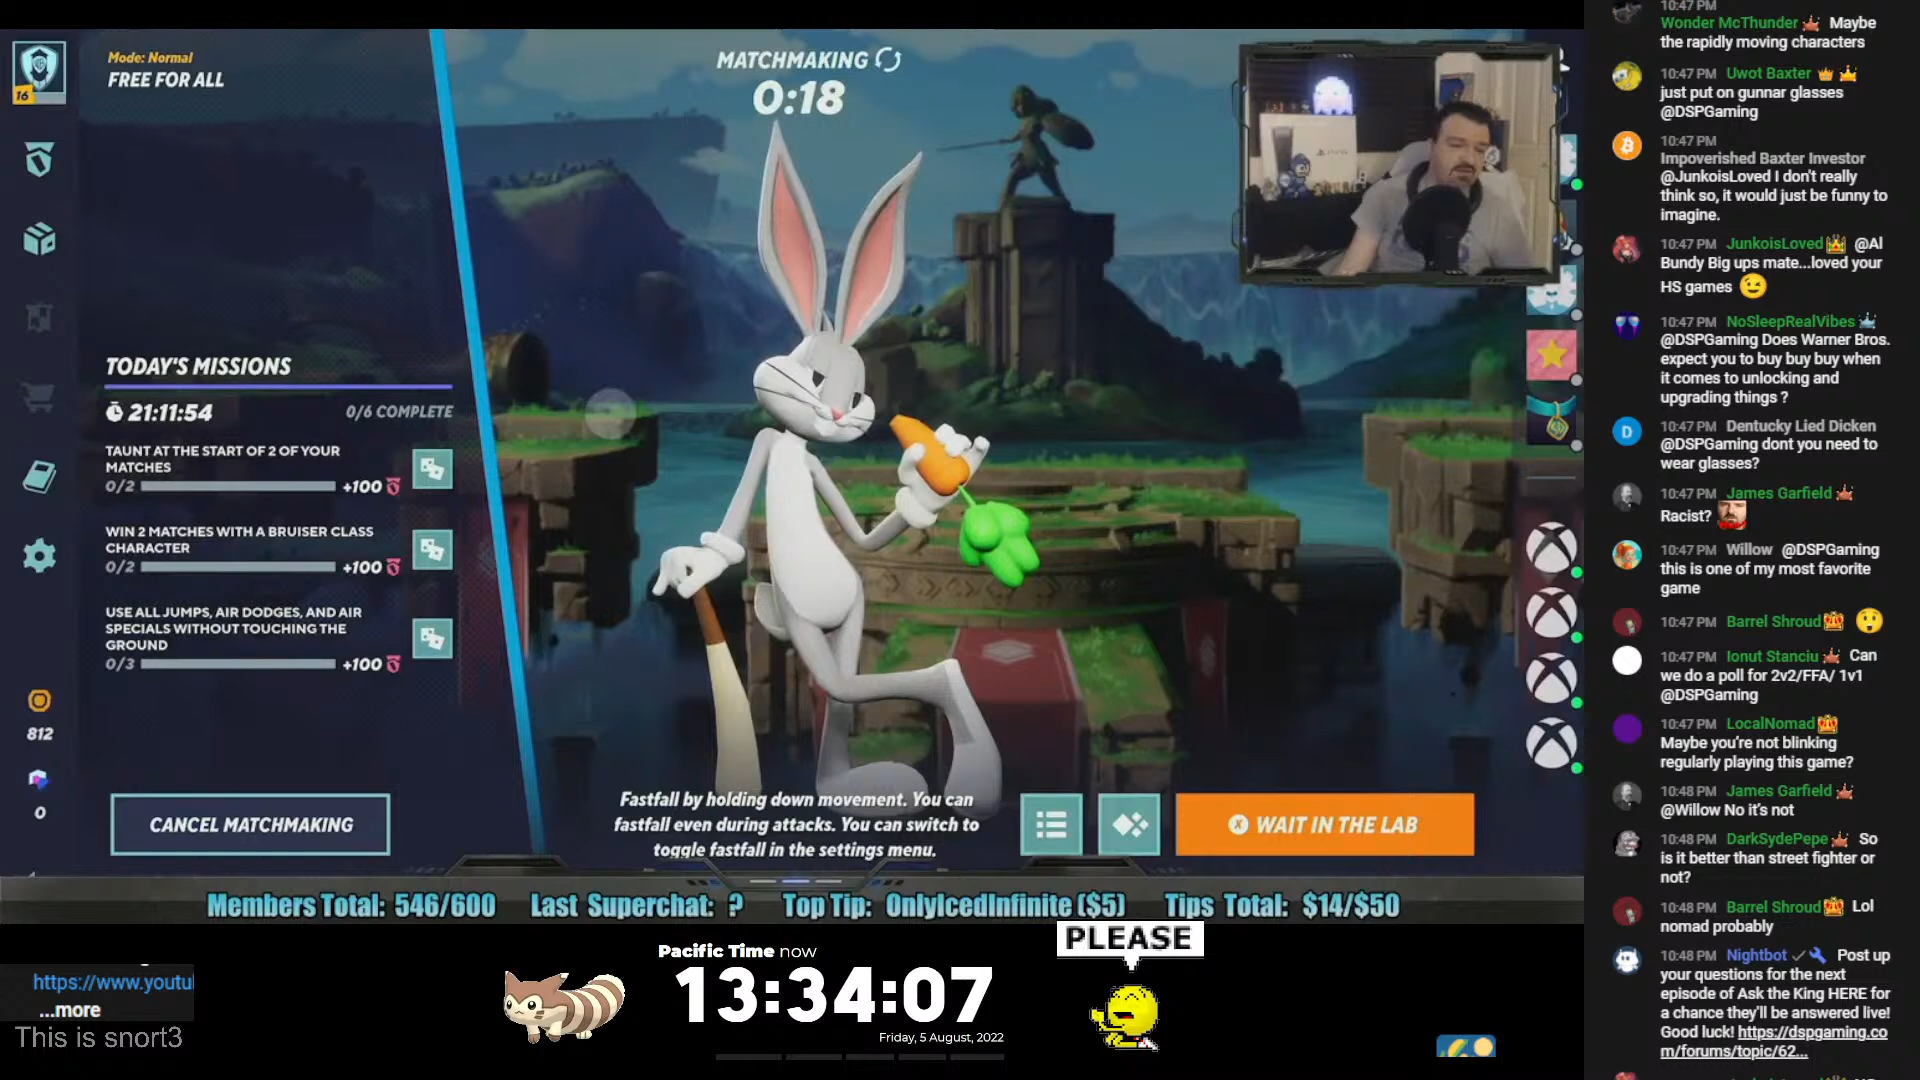 16
Mode: Normal
FREE FOR ALL
MATCHMAKING
0:18
TODAY'S MISSIONS
21:11:54
0/6 COMPLETE
TAUNT AT THE START OF 2 OF YOUR
MATCHES
0/2
+100
WIN 2 MATCHES WITH A BRUISER CLASS
CHARACTER
0/2
+100
USE ALL JUMPS, AIR DODGES, AND AIR
SPECIALS WITHOUT TOUCHING THE
GROUND
0/3
+100
812
0
CANCEL MATCHMAKING
Fastfall by holding down movement. You can
fastfall even during attacks. You can switch to
toggle fastfall in the settings menu.
X WAIT IN THE LAB
Members Total: 546/600
Last Superchat: ?
Top Tip: OnlyIcedInfinite ($5)
Tips Total: $14/$50
https://www.youtu
...more
This is snort3
Pacific Time now
13:34:07
Friday, 5 August, 2022
PLEASE
10:47 PM
Wonder McThunder Maybe
the rapidly moving characters
10:47 PM Uwot Baxter
just put on gunnar glasses
@DSPGaming
10:47 PM
Impoverished Baxter Investor
@JunkoisLoved I don't really
think so, it would just be funny to
imagine.
10:47 PM JunkoisLoved @Al
Bundy Big ups mate...loved your
HS games
10:47 PM NoSleepRealVibes
@DSPGaming Does Warner Bros.
expect you to buy buy buy when
it comes to unlocking and
upgrading things ?
D
10:47 PM Dentucky Lied Dicken
@DSPGaming dont you need to
wear glasses?
10:47 PM James Garfield
Racist?
10:47 PM Willow @DSPGaming
this is one of my most favorite
game
10:47 PM Barrel Shroud
10:47 PM Ionut Stanciu Can
we do a poll for 2v2/FFA/ 1v1
@DSPGaming
10:47 PM LocalNomad
Maybe you're not blinking
regularly playing this game?
10:48 PM James Garfield
@Willow No it's not
10:48 PM DarkSydePepe So
is it better than street fighter or
not?
10:48 PM Barrel Shroud Lol
nomad probably
10:48 PM Nightbot Post up
your questions for the next
episode of Ask the King HERE for
a chance they'll be answered live!
Good luck! https://dspgaming.co
m/forums/topic/62...